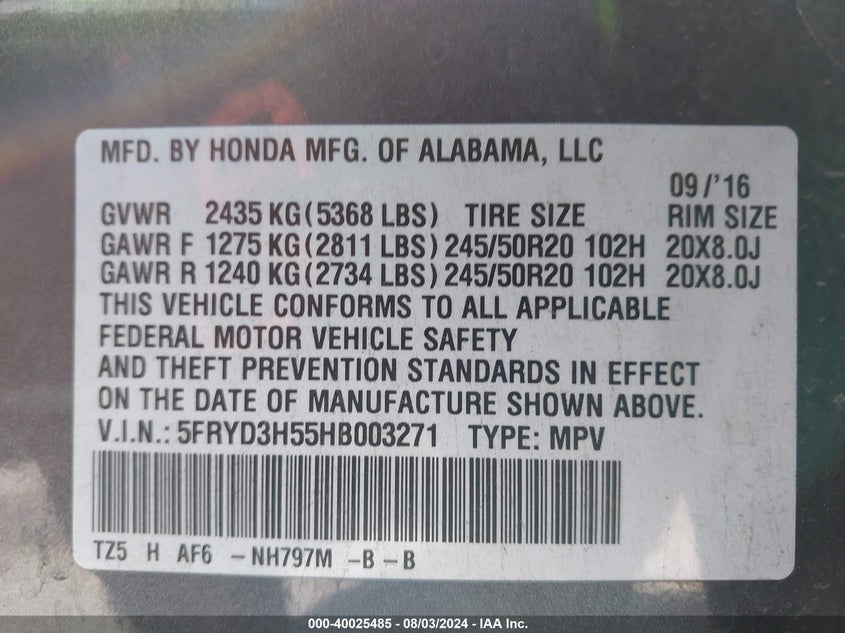 MFD. BY HONDA MFG. OF ALABAMA, LLC
09/'16
GVWR 2435 KG(5368 LBS) TIRE SIZE RIM SIZE
GAWR F 1275 KG(2811 LBS) 245/50R20 102H 20X8.0J
GAWR R 1240 KG(2734 LBS) 245/50R20 102H 20X8.0J
THIS VEHICLE CONFORMS TO ALL APPLICABLE
FEDERAL MOTOR VEHICLE SAFETY
AND THEFT PREVENTION STANDARDS IN EFFECT
ON THE DATE OF MANUFACTURE SHOWN ABOVE.
V.I.N.: 5FRYD3H55HB003271 TYPE: MPV
TZ5 H AF6 -NH797M -B -B
000-40025485 - 08/03/2024 - IAA Inc.